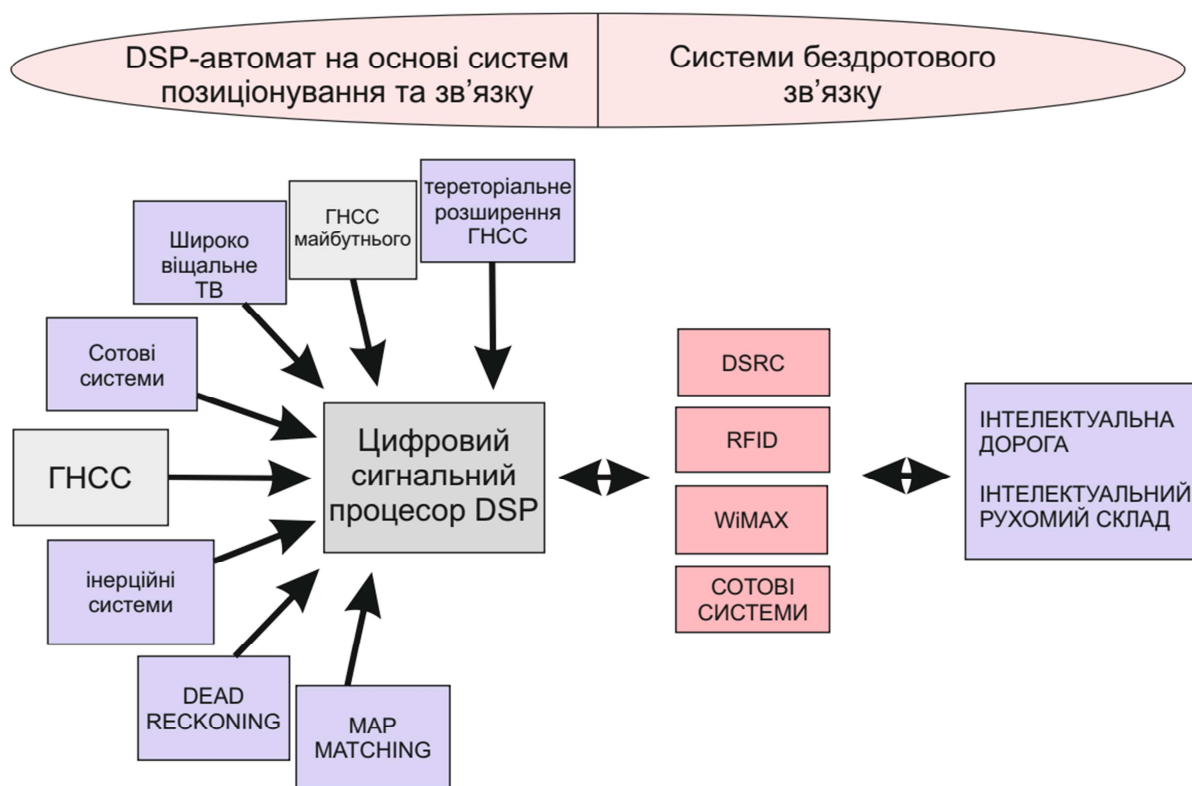 DSP-автомат на основі систем
позиціонування та зв’язку
Системи бездротового
зв’язку
Широко
віщальне
ТВ
ГНСС
майбутнього
тереторіальне
розширення
ГНСС
Сотові
системи
ГНСС
інерційні
системи
DEAD
RECKONING
MAP
MATCHING
Цифровий
сигнальний
процесор DSP
DSRC
RFID
WiMAX
СОТОВІ
СИСТЕМИ
ІНТЕЛЕКТУАЛЬНА
ДОРОГА
ІНТЕЛЕКТУАЛЬНИЙ
РУХОМИЙ СКЛАД